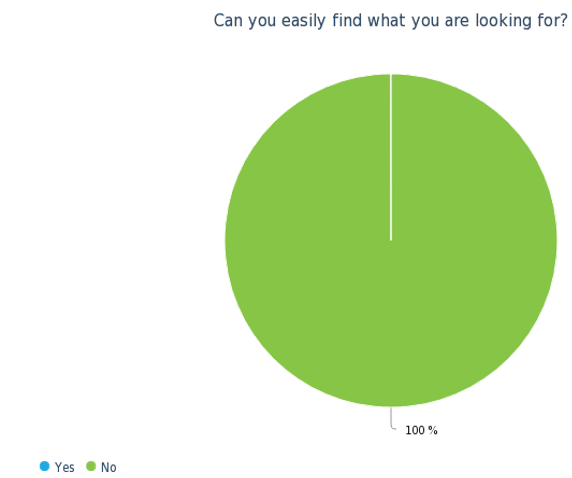 Can you easily find what you are looking for?
100 %
Yes No